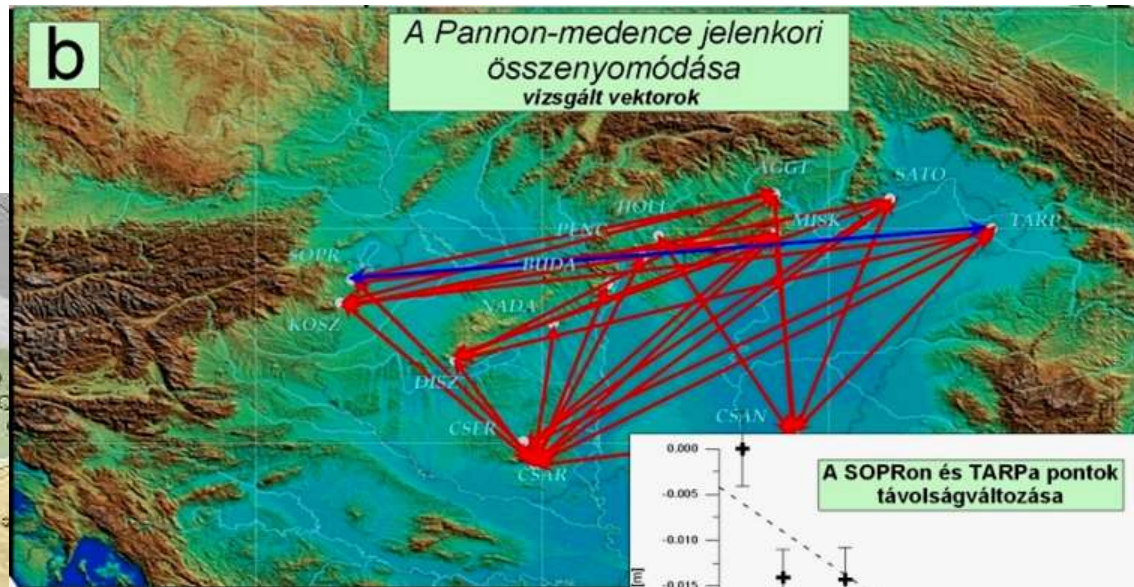 b
A Pannon-medence jelenkori
összenyomódása
vizsgált vektorok
AGGT
SATO
HOLL
MISK
TARP
PENC
SOPR
BUDA
NADA
KOSZ
DISZ
CSER
CSAN
CSAR
A SOPRon és TARPa pontok
távolságváltozása
0.000
-0.005
-0.010
-0.015
[m]